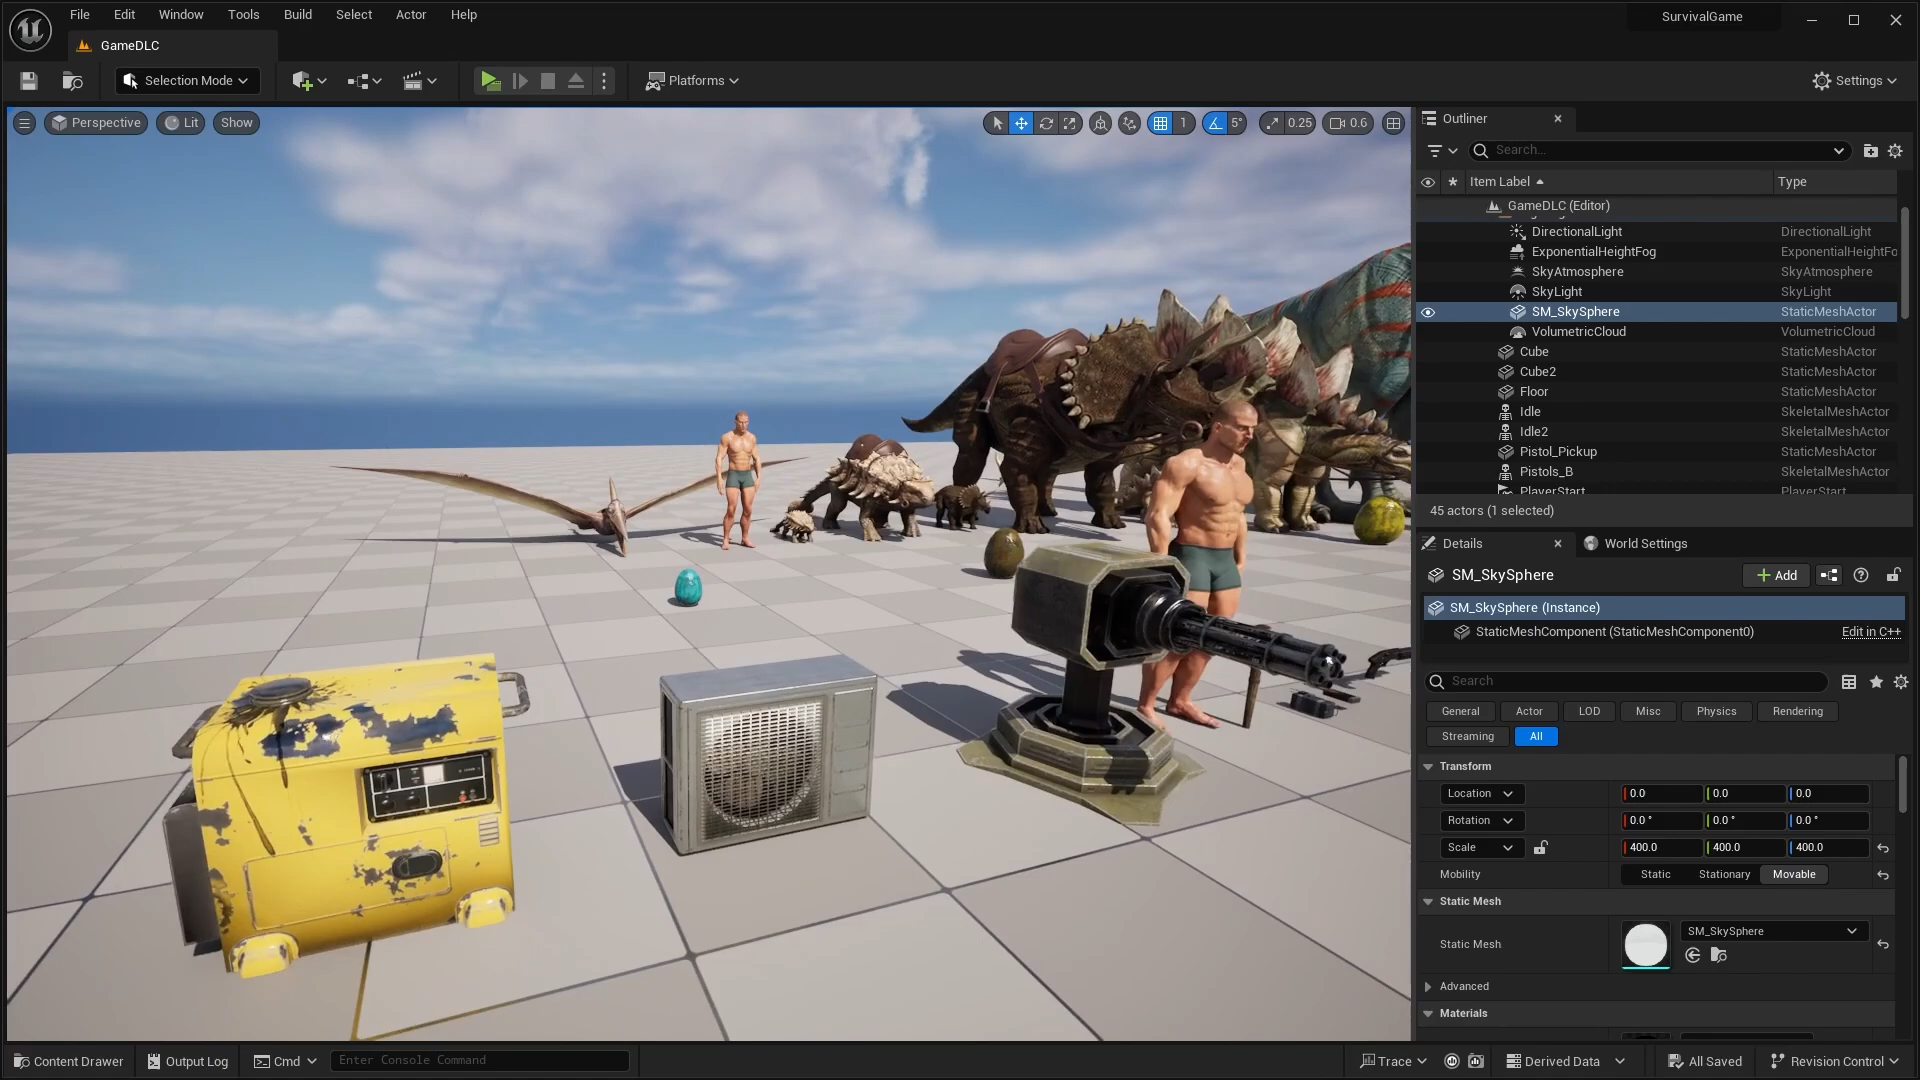 File Edit Window Tools Build Select Actor Help
SurvivalGame
GameDLC
Selection Mode
Platforms
Settings
Perspective Lit Show
1 5° 0.25 0.6
Outliner
Search...
Item Label Type
GameDLC (Editor)
DirectionalLight DirectionalLight
ExponentialHeightFog ExponentialHeightFo
SkyAtmosphere SkyAtmosphere
SkyLight SkyLight
SM_SkySphere StaticMeshActor
VolumetricCloud VolumetricCloud
Cube StaticMeshActor
Cube2 StaticMeshActor
Floor StaticMeshActor
Idle SkeletalMeshActor
Idle2 SkeletalMeshActor
Pistol_Pickup StaticMeshActor
Pistols_B SkeletalMeshActor
PlayerStart PlayerStart
45 actors (1 selected)
Details World Settings
SM_SkySphere
Add
SM_SkySphere (Instance)
StaticMeshComponent (StaticMeshComponent0) Edit in C++
Search
General Actor LOD Misc Physics Rendering
Streaming All
Transform
Location 0.0 0.0 0.0
Rotation 0.0 ° 0.0 ° 0.0 °
Scale 400.0 400.0 400.0
Mobility Static Stationary Movable
Static Mesh
Static Mesh SM_SkySphere
Advanced
Materials
Content Drawer Output Log Cmd Enter Console Command
Trace Derived Data All Saved Revision Control